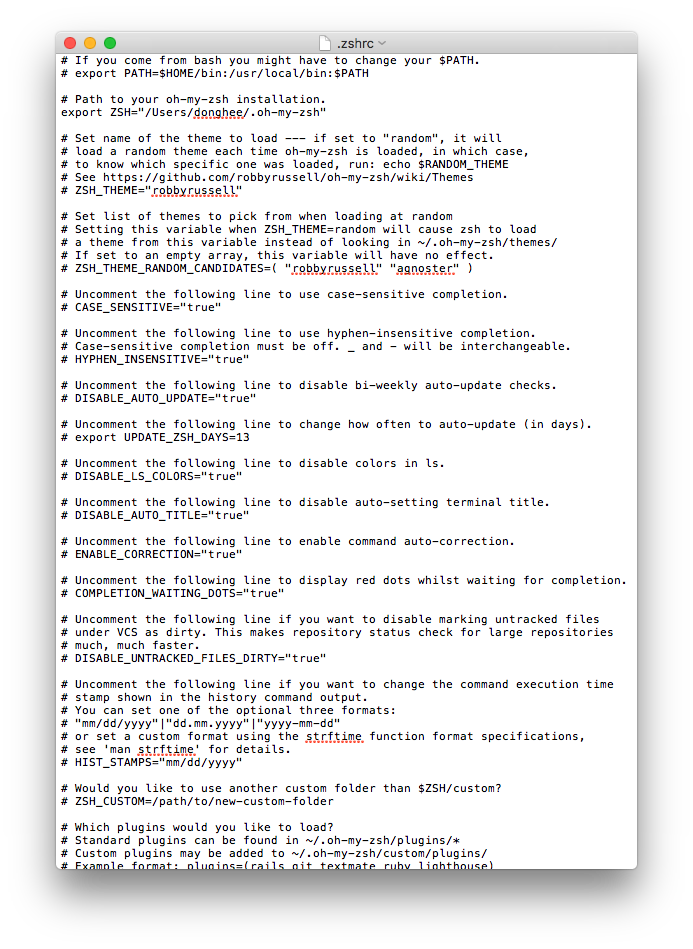 .zshrc
# If you come from bash you might have to change your $PATH.
# export PATH=$HOME/bin:/usr/local/bin:$PATH
# Path to your oh-my-zsh installation.
export ZSH="/Users/donghee/.oh-my-zsh"
# Set name of the theme to load --- if set to "random", it will
# load a random theme each time oh-my-zsh is loaded, in which case,
# to know which specific one was loaded, run: echo $RANDOM_THEME
# See https://github.com/robbyrussell/oh-my-zsh/wiki/Themes
# ZSH_THEME="robbyrussell"
# Set list of themes to pick from when loading at random
# Setting this variable when ZSH_THEME=random will cause zsh to load
# a theme from this variable instead of looking in ~/.oh-my-zsh/themes/
# If set to an empty array, this variable will have no effect.
# ZSH_THEME_RANDOM_CANDIDATES=( "robbyrussell" "agnoster" )
# Uncomment the following line to use case-sensitive completion.
# CASE_SENSITIVE="true"
# Uncomment the following line to use hyphen-insensitive completion.
# Case-sensitive completion must be off. _ and - will be interchangeable.
# HYPHEN_INSENSITIVE="true"
# Uncomment the following line to disable bi-weekly auto-update checks.
# DISABLE_AUTO_UPDATE="true"
# Uncomment the following line to change how often to auto-update (in days).
# export UPDATE_ZSH_DAYS=13
# Uncomment the following line to disable colors in ls.
# DISABLE_LS_COLORS="true"
# Uncomment the following line to disable auto-setting terminal title.
# DISABLE_AUTO_TITLE="true"
# Uncomment the following line to enable command auto-correction.
# ENABLE_CORRECTION="true"
# Uncomment the following line to display red dots whilst waiting for completion.
# COMPLETION_WAITING_DOTS="true"
# Uncomment the following line if you want to disable marking untracked files
# under VCS as dirty. This makes repository status check for large repositories
# much, much faster.
# DISABLE_UNTRACKED_FILES_DIRTY="true"
# Uncomment the following line if you want to change the command execution time
# stamp shown in the history command output.
# You can set one of the optional three formats:
# "mm/dd/yyyy"|"dd.mm.yyyy"|"yyyy-mm-dd"
# or set a custom format using the strftime function format specifications,
# see 'man strftime' for details.
# HIST_STAMPS="mm/dd/yyyy"
# Would you like to use another custom folder than $ZSH/custom?
# ZSH_CUSTOM=/path/to/new-custom-folder
# Which plugins would you like to load?
# Standard plugins can be found in ~/.oh-my-zsh/plugins/*
# Custom plugins may be added to ~/.oh-my-zsh/custom/plugins/
# Example format: plugins=(rails git textmate ruby lighthouse)